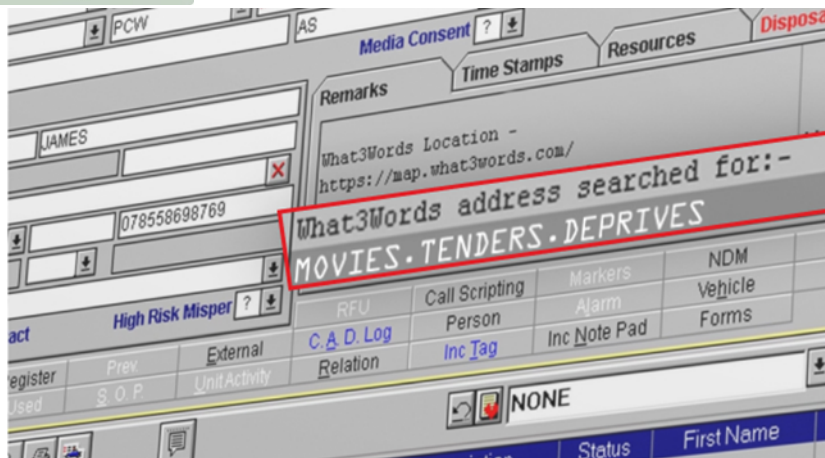 PCW
AS
Media Consent ?
Disposa
Remarks
Time Stamps
Resources
JAMES
What3Words Location -
https://map.what3words.com/
078558698769
What3Words address searched for:-
MOVIES.TENDERS.DEPRIVES
High Risk Misper ?
RFU
Call Scripting
Markers
NDM
act
C.A.D. Log
Person
Alarm
Vehicle
egister
Prev.
External
Relation
Inc Tag
Inc Note Pad
Forms
Used
S.O.P.
UnitActivity
NONE
Status
First Name